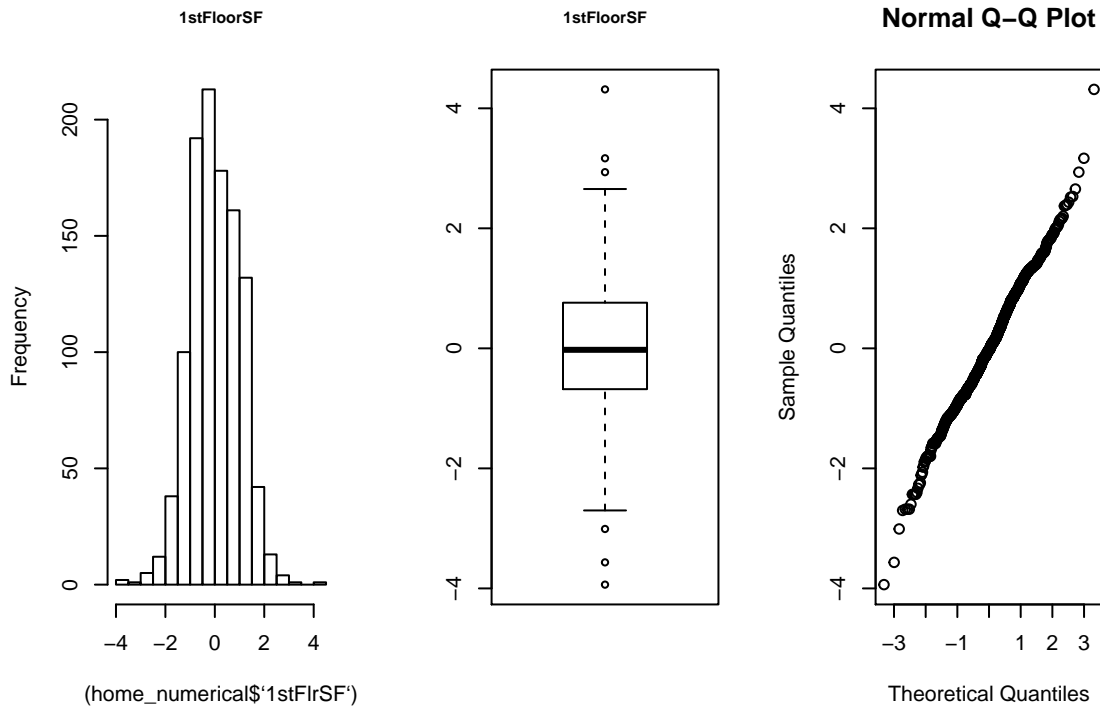 1stFloorSF
Frequency
200
150
100
50
0
−4 −2 0 2 4
(home_numerical$‘1stFlrSF‘)
1stFloorSF
4
2
0
−2
−4
Normal Q−Q Plot
Sample Quantiles
4
2
0
−2
−4
−3 −1 1 2 3
Theoretical Quantiles